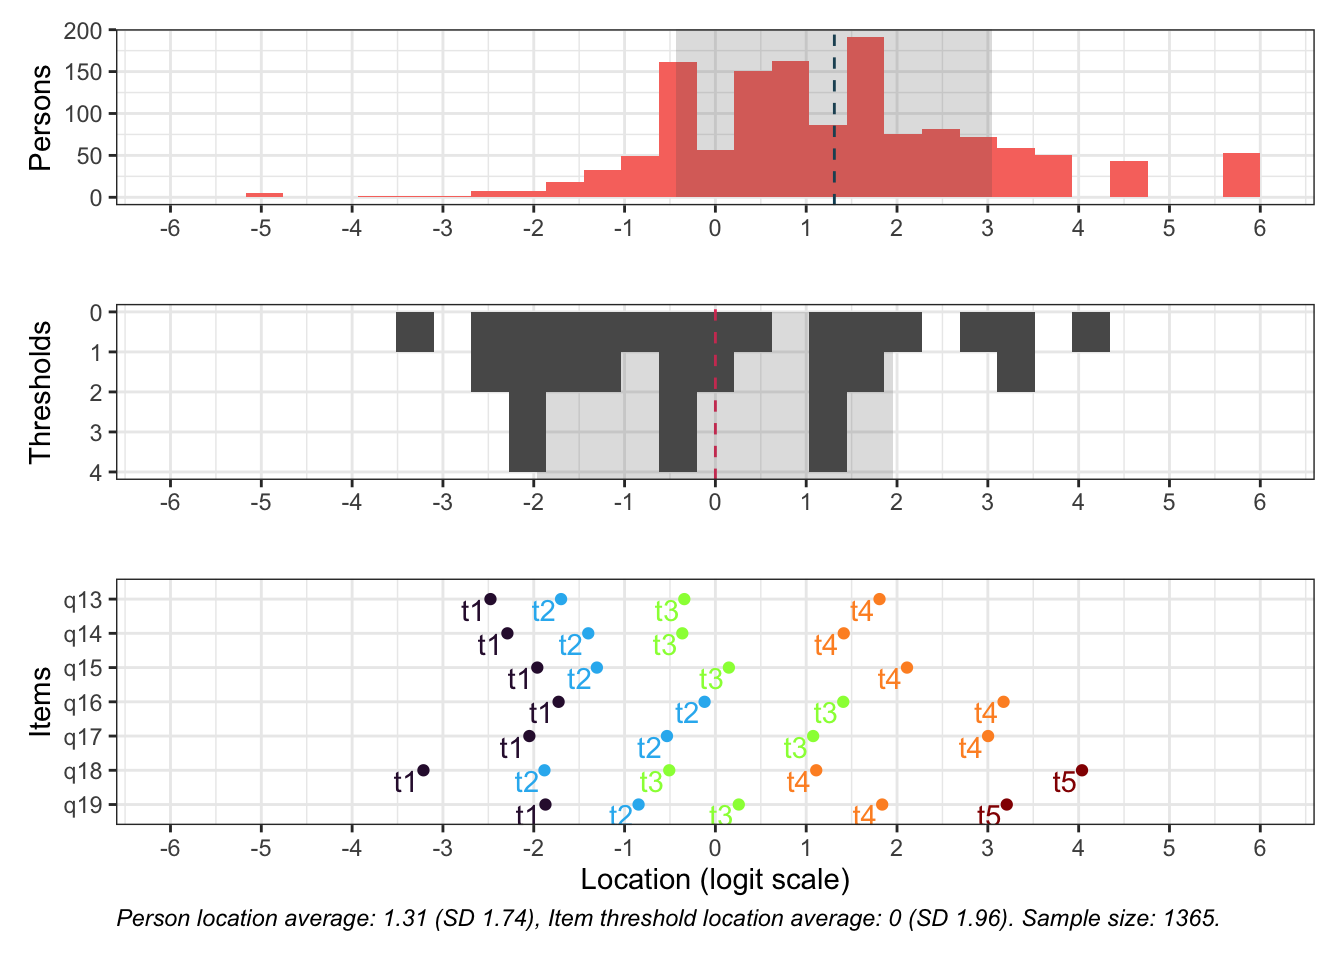 Persons
200
150
100
50
0
-6 -5 -4 -3 -2 -1 0 1 2 3 4 5 6
Thresholds
0
1
2
3
4
-6 -5 -4 -3 -2 -1 0 1 2 3 4 5 6
Items
q13 t1 t2 t3 t4
q14 t1 t2 t3 t4
q15 t1 t2 t3 t4
q16 t1 t2 t3 t4
q17 t1 t2 t3 t4
q18 t1 t2 t3 t4 t5
q19 t1 t2 t3 t4 t5
-6 -5 -4 -3 -2 -1 0 1 2 3 4 5 6
Location (logit scale)
Person location average: 1.31 (SD 1.74), Item threshold location average: 0 (SD 1.96). Sample size: 1365.